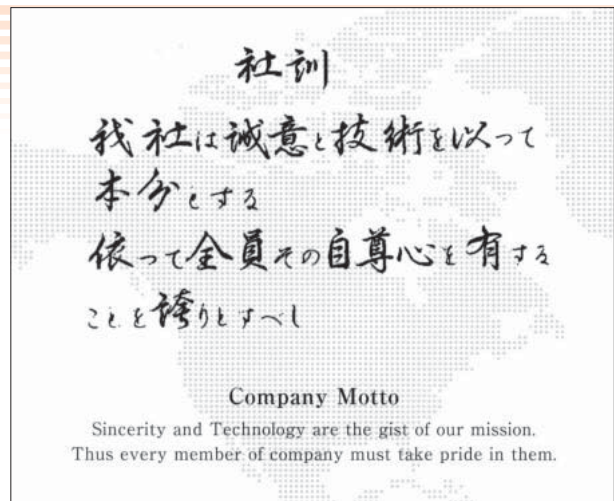 社訓
我社は誠意と技術を以って
本分とする
依って全員その自尊心を有する
ことを誇りとすべし
Company Motto
Sincerity and Technology are the gist of our mission.
Thus every member of company must take pride in them.